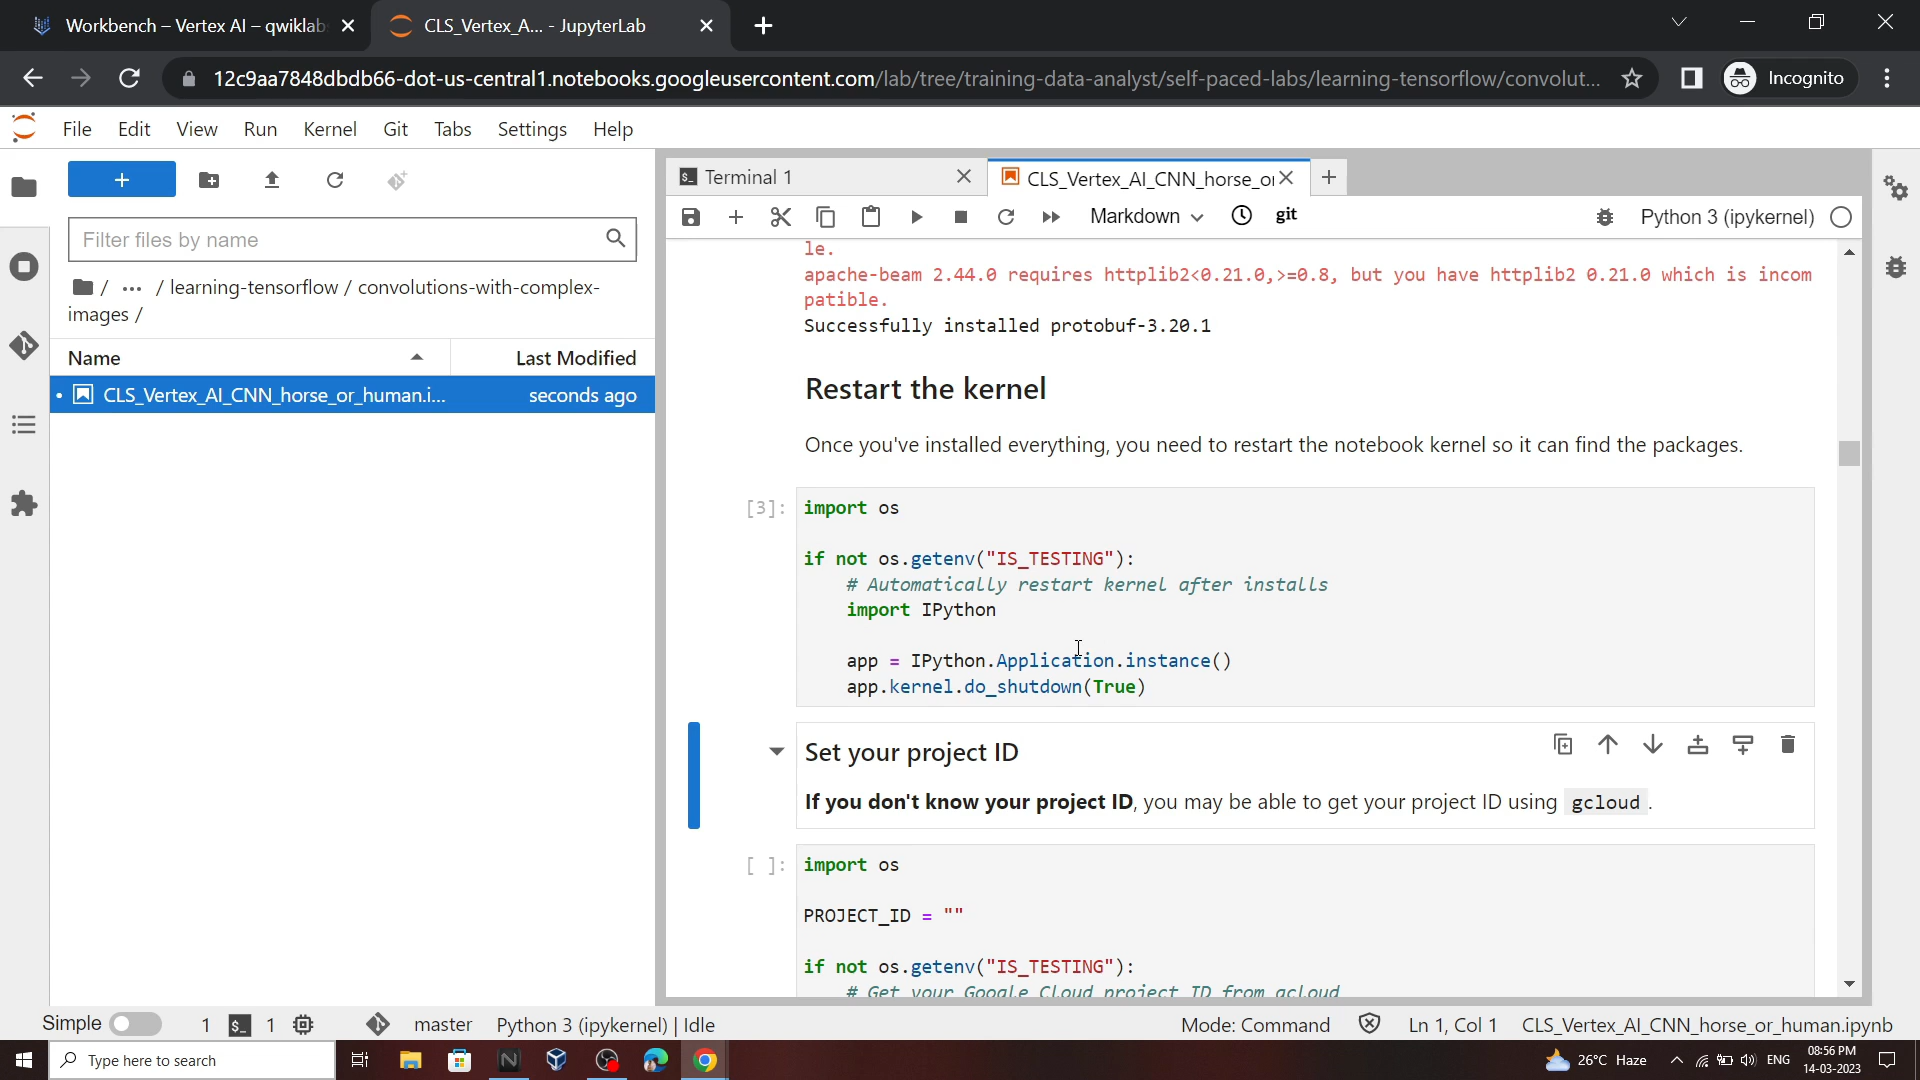 Workbench – Vertex AI – qwiklab
CLS_Vertex_A... - JupyterLab
12c9aa7848dbdb66-dot-us-central1.notebooks.googleusercontent.com/lab/tree/training-data-analyst/self-paced-labs/learning-tensorflow/convolut...
Incognito
File Edit View Run Kernel Git Tabs Settings Help
Filter files by name
/ ... / learning-tensorflow / convolutions-with-complex-
images /
Name Last Modified
CLS_Vertex_AI_CNN_horse_or_human.i... seconds ago
Terminal 1
CLS_Vertex_AI_CNN_horse_or
Markdown
git
Python 3 (ipykernel)
le.
apache-beam 2.44.0 requires httplib2<0.21.0,>=0.8, but you have httplib2 0.21.0 which is incom
patible.
Successfully installed protobuf-3.20.1
Restart the kernel
Once you've installed everything, you need to restart the notebook kernel so it can find the packages.
[3]: import os
if not os.getenv("IS_TESTING"):
# Automatically restart kernel after installs
import IPython
app = IPython.Application.instance()
app.kernel.do_shutdown(True)
Set your project ID
If you don't know your project ID, you may be able to get your project ID using gcloud.
[ ]: import os
PROJECT_ID = ""
if not os.getenv("IS_TESTING"):
# Get your Google Cloud project ID from gcloud
Simple 1 1 master Python 3 (ipykernel) | Idle Mode: Command Ln 1, Col 1 CLS_Vertex_AI_CNN_horse_or_human.ipynb
Type here to search
26°C Haze
ENG
08:56 PM
14-03-2023